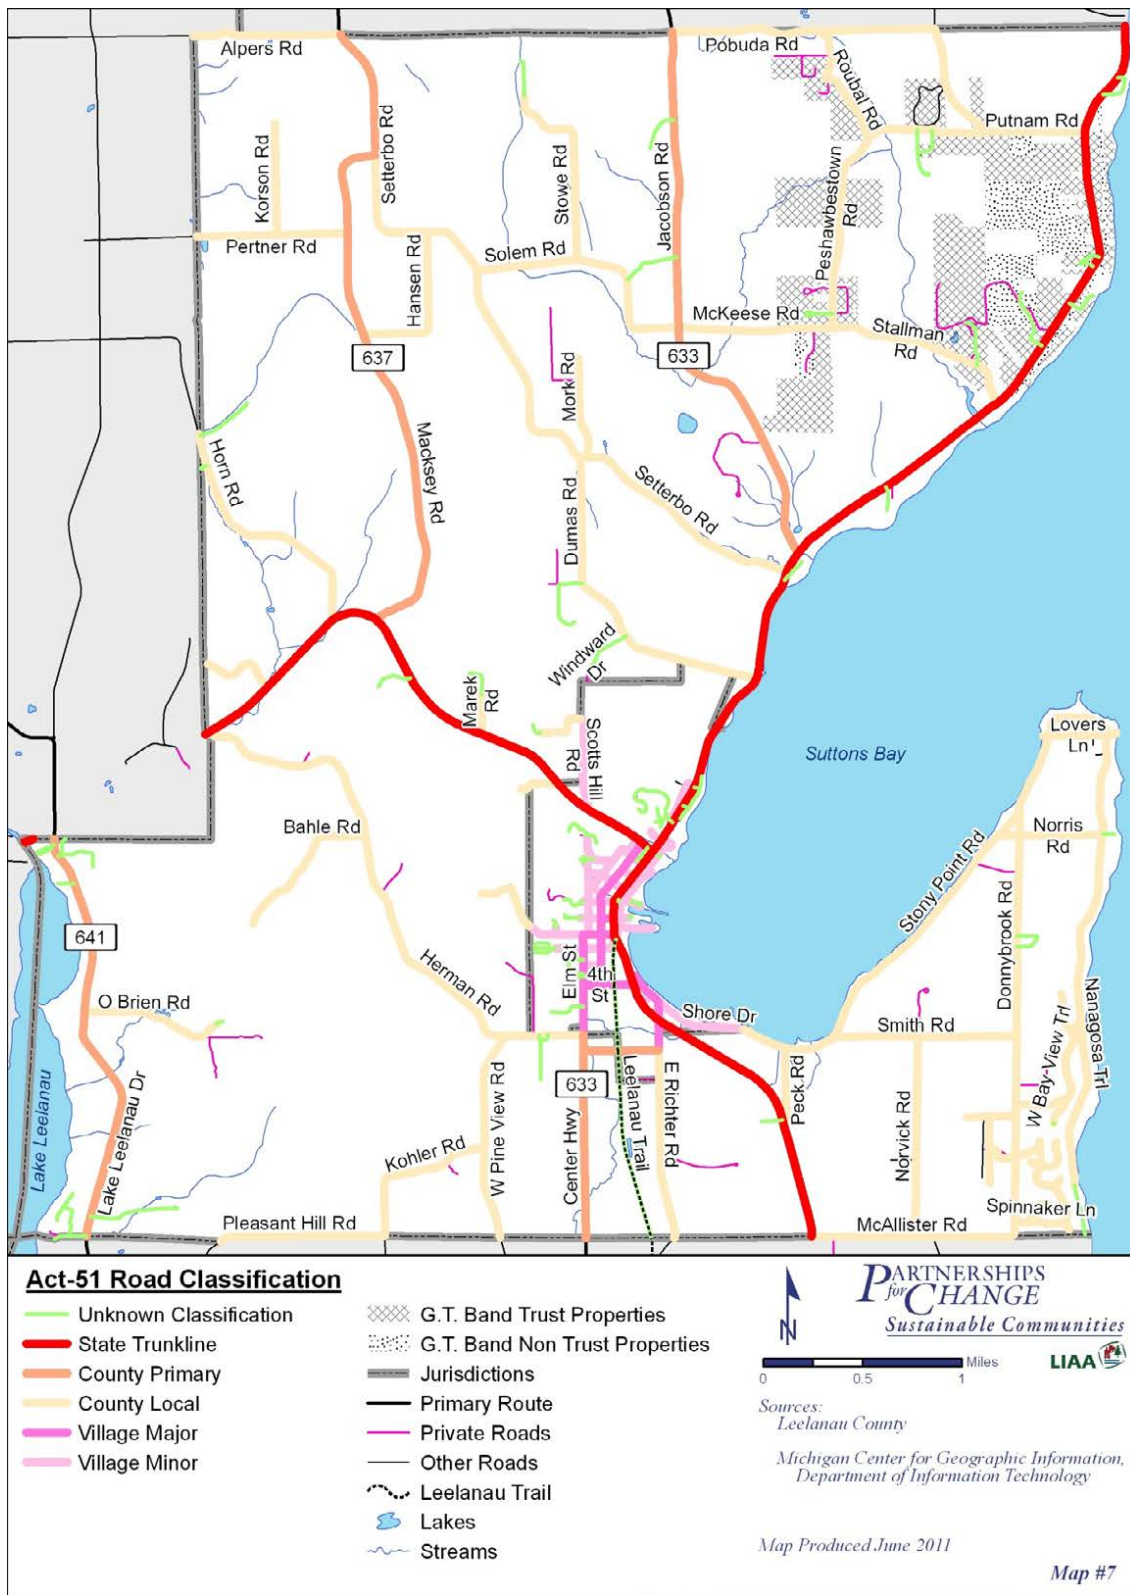 Alpers Rd
Pobuda Rd
Roubal Rd
Putnam Rd
Setterbo Rd
Korson Rd
Stowe Rd
Jacobson Rd
Peshawbestown
Rd
Pertner Rd
Hansen Rd
Solem Rd
McKeese Rd
Stallman
Rd
637
633
Mork Rd
Horn Rd
Macksey Rd
Dumas Rd
Setterbo Rd
Windward
Dr
Marek
Rd
Scotts Hill
Rd
Suttons Bay
Lovers
Ln
Bahle Rd
Norris
Rd
Stony Point Rd
Donnybrook Rd
641
Herman Rd
Elm St
4th
St
O Brien Rd
Shore Dr
Smith Rd
Nanagosa Trl
W Bay-View Trl
Lake Leelanau
Lake Leelanau Dr
W Pine View Rd
633
Center Hwy
Leelanau Trail
E Richter Rd
Peck Rd
Norvick Rd
Kohler Rd
Pleasant Hill Rd
McAllister Rd
Spinnaker Ln
Act-51 Road Classification
Unknown Classification
State Trunkline
County Primary
County Local
Village Major
Village Minor
G.T. Band Trust Properties
G.T. Band Non Trust Properties
Jurisdictions
Primary Route
Private Roads
Other Roads
Leelanau Trail
Lakes
Streams
N
PARTNERSHIPS
for CHANGE
Sustainable Communities
Miles
0 0.5 1
LIAA
Sources:
Leelanau County
Michigan Center for Geographic Information,
Department of Information Technology
Map Produced June 2011
Map #7